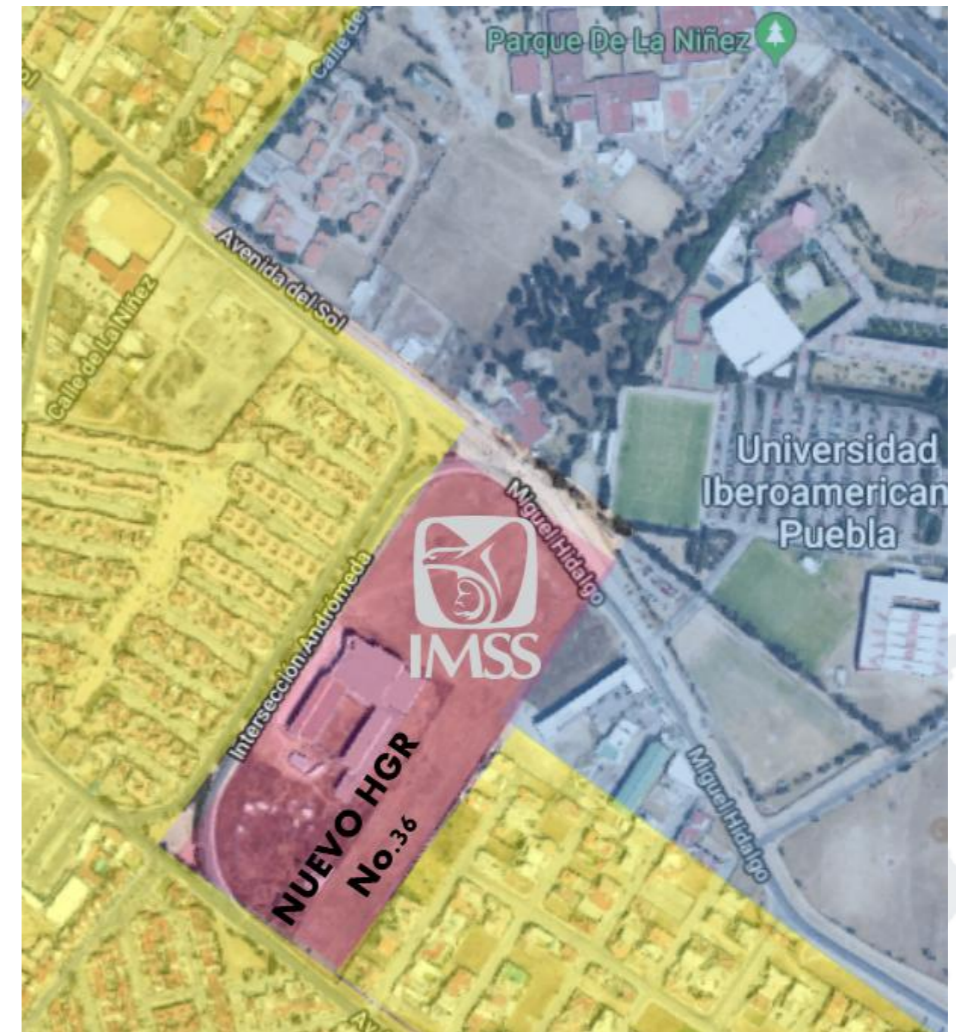 Parque De La Niñez
Calle de
Avenida del Sol
Calle de La Niñez
Universidad
Iberoamerican
Puebla
Miguel Hidalgo
IMSS
Intersección Andrómeda
NUEVO HGR
No.36
Miguel Hidalgo